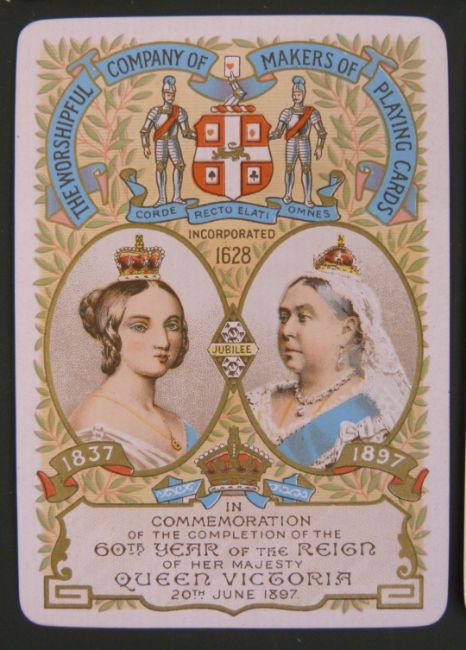 THE WORSHIPFUL COMPANY OF MAKERS OF PLAYING CARDS
CORDE RECTO ELATI OMNES
INCORPORATED
1628
JUBILEE
1837
1897
IN
COMMEMORATION
OF THE COMPLETION OF THE
60TH YEAR OF THE REIGN
OF HER MAJESTY
QUEEN VICTORIA
20TH JUNE 1897.